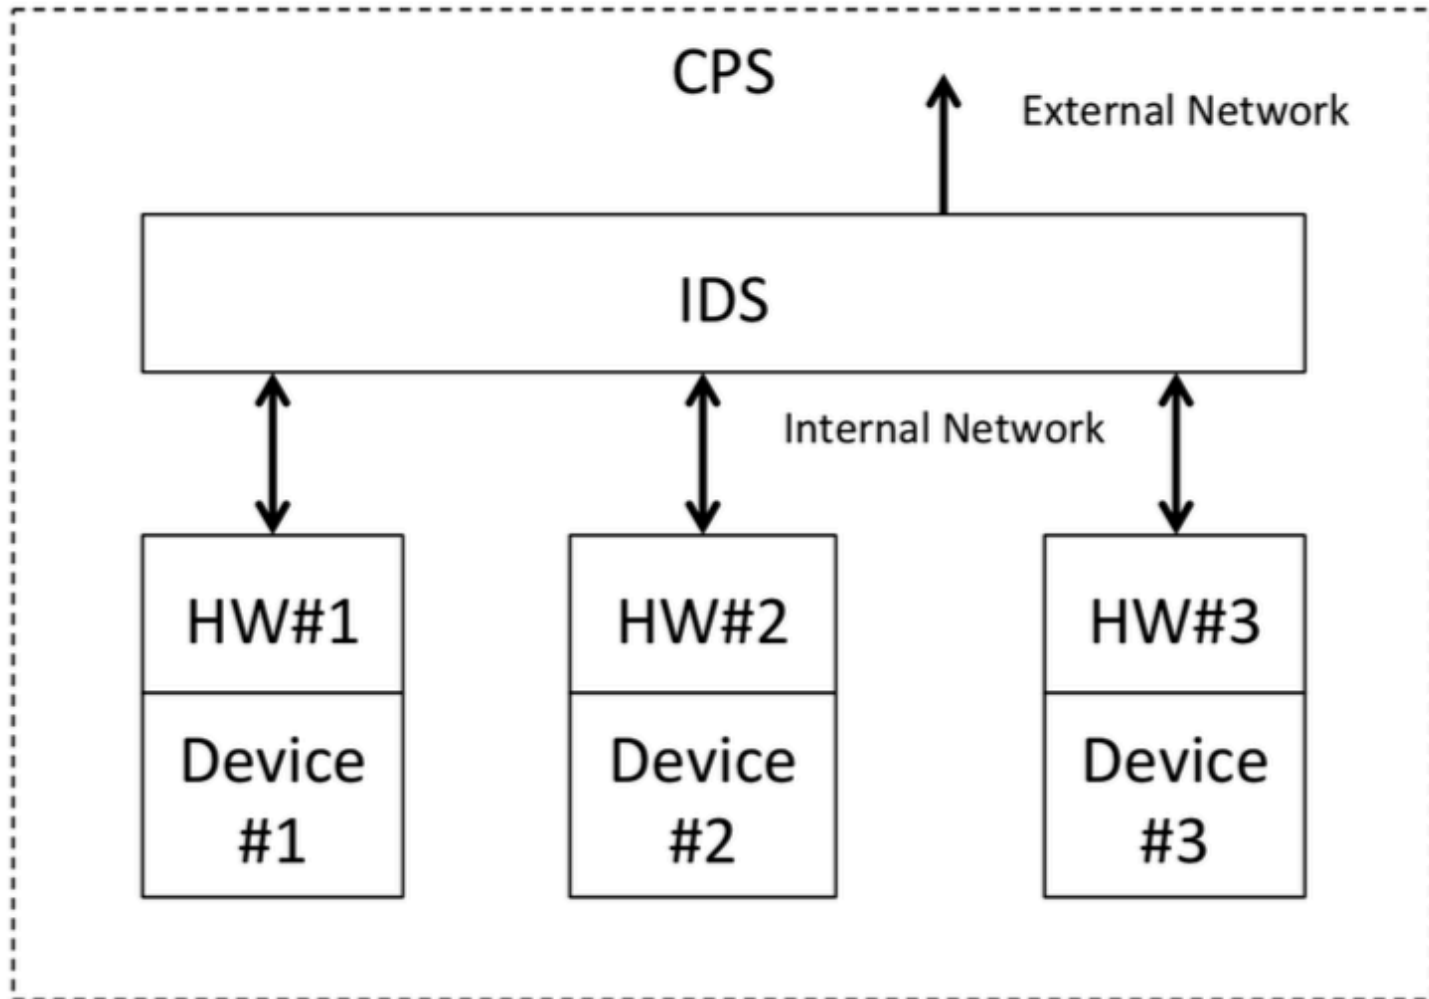 CPS
External Network
IDS
Internal Network
HW#1
HW#2
HW#3
Device
#1
Device
#2
Device
#3